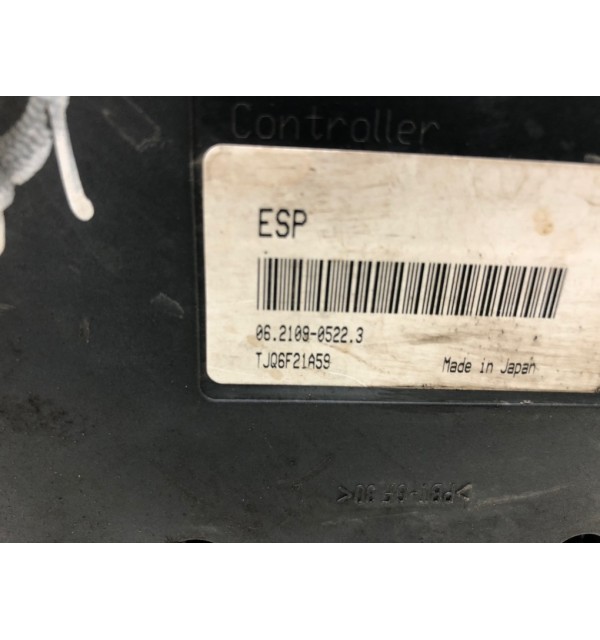 Controller
ESP
06.2109-0522.3
TJQ6F21A59
Made in Japan
>PBT-GF30<